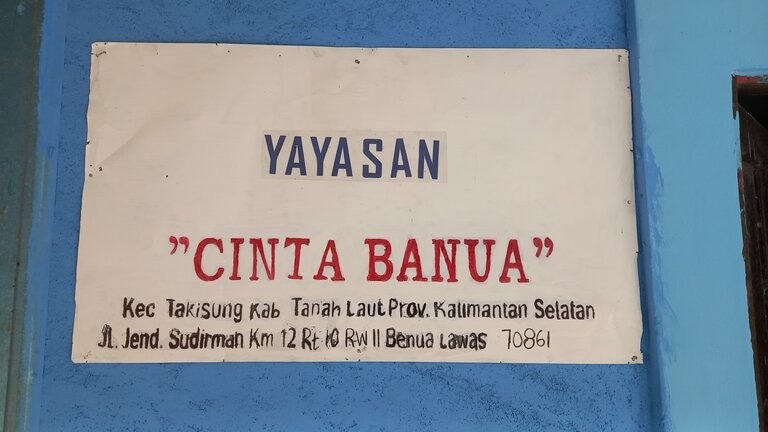 YAYASAN
"CINTA BANUA"
Kec Takisung Kab Tanah Laut Prov. Kalimantan Selatan
Jl. Jend. Sudirman Km 12 Rt 10 Rw II Benua Lawas 70861